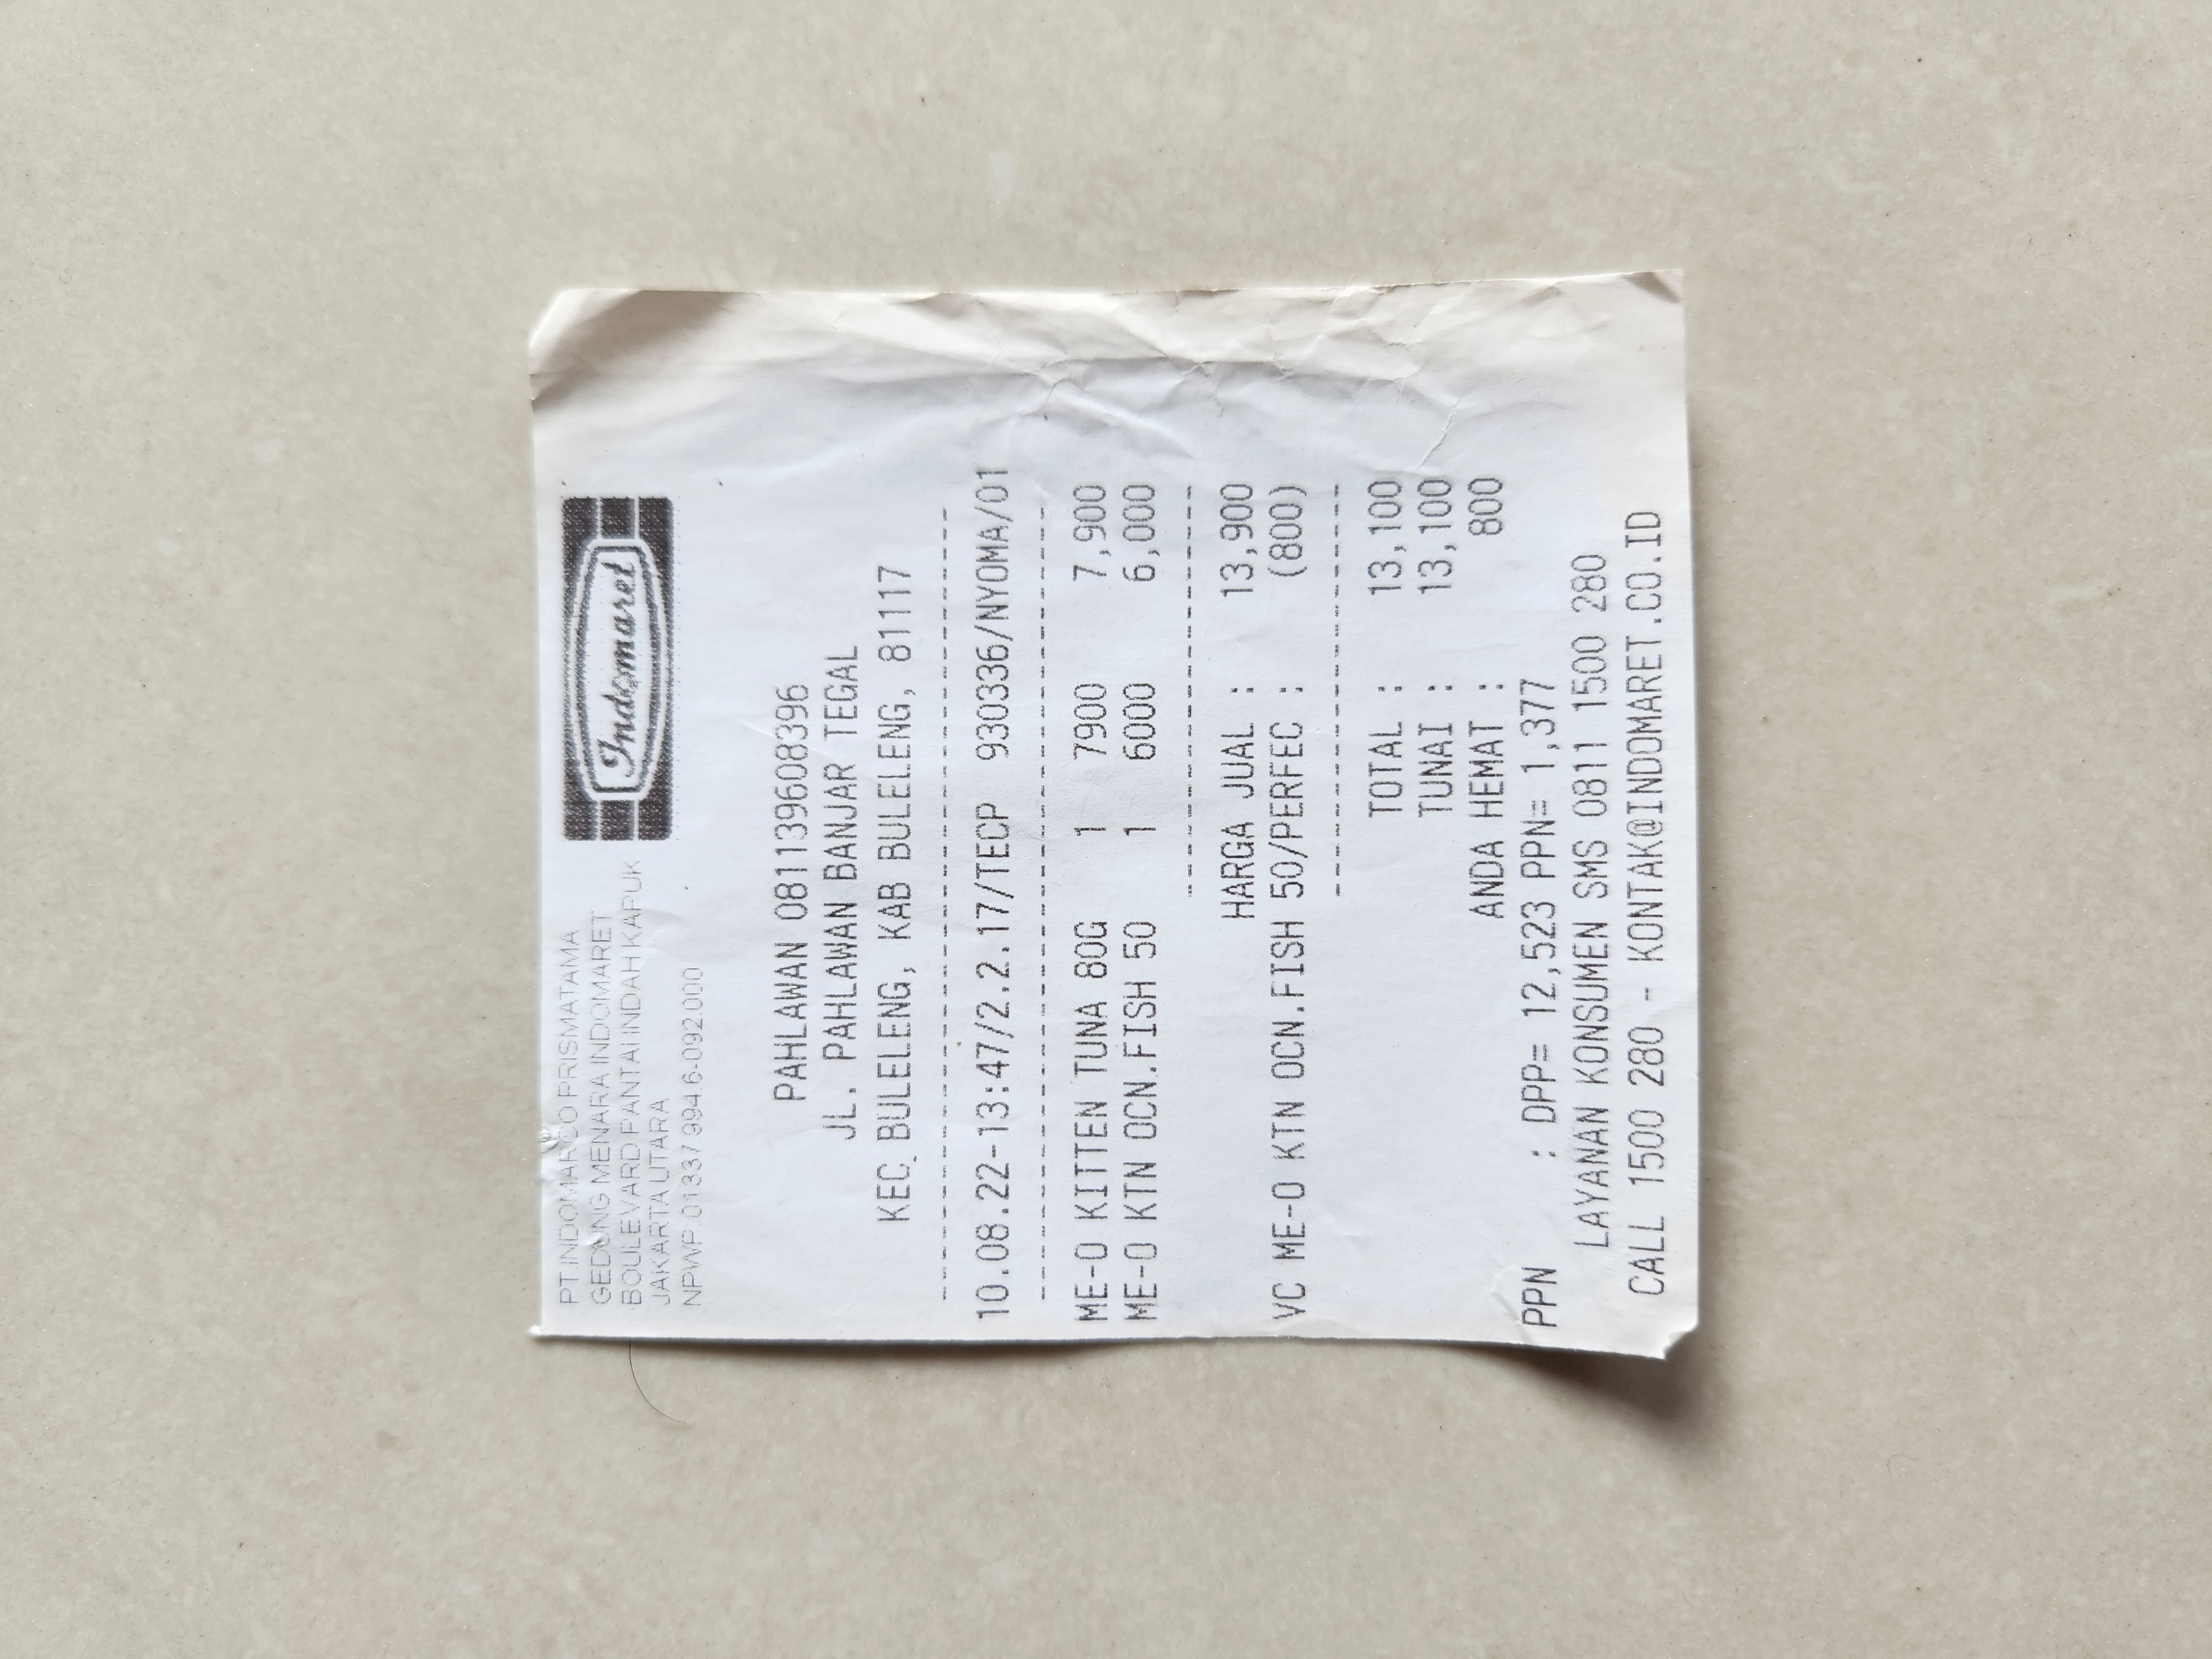 PT.INDOMARCO PRISMATAMA
GEDUNG MENARA INDOMARET
BOULEVARD PANTAI INDAH KAPUK
JAKARTA UTARA
NPWP. 01337 994.6-092.000
Indomaret
PAHLAWAN 081139608396
JL. PAHLAWAN BANJAR TEGAL
KEC BULELENG, KAB BULELENG, 81117
10.08.22-13:47/2.2.17/TECP 930336/NYOMA/01
ME-O KITTEN TUNA 80G 1 7900 7,900
ME-O KTN OCN.FISH 50 1 6000 6,000
HARGA JUAL : 13,900
VC ME-O KTN OCN.FISH 50/PERFEC : (800)
TOTAL : 13,100
TUNAI : 13,100
ANDA HEMAT : 800
PPN : DPP= 12,523 PPN= 1,377
LAYANAN KONSUMEN SMS 0811 1500 280
CALL 1500 280 - KONTAK@INDOMARET.CO.ID